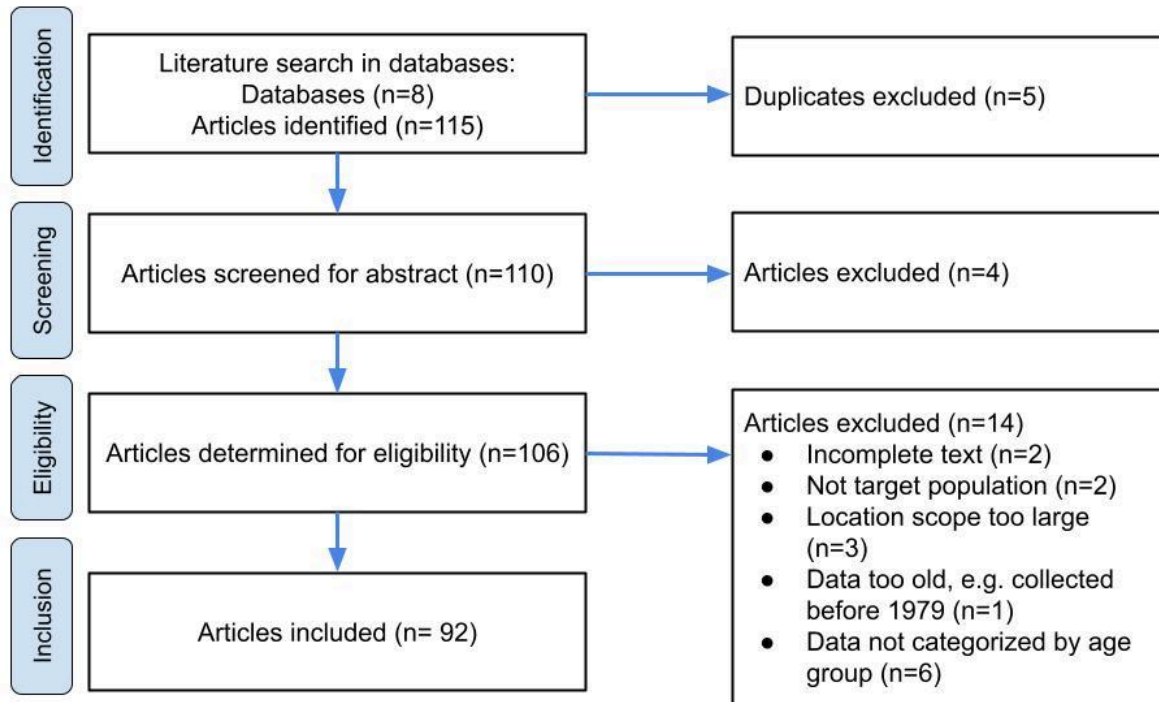 Identification
Literature search in databases:
Databases (n=8)
Articles identified (n=115)
Duplicates excluded (n=5)
Screening
Articles screened for abstract (n=110)
Articles excluded (n=4)
Eligibility
Articles determined for eligibility (n=106)
Articles excluded (n=14)
● Incomplete text (n=2)
● Not target population (n=2)
● Location scope too large
(n=3)
● Data too old, e.g. collected
before 1979 (n=1)
● Data not categorized by age
group (n=6)
Inclusion
Articles included (n= 92)